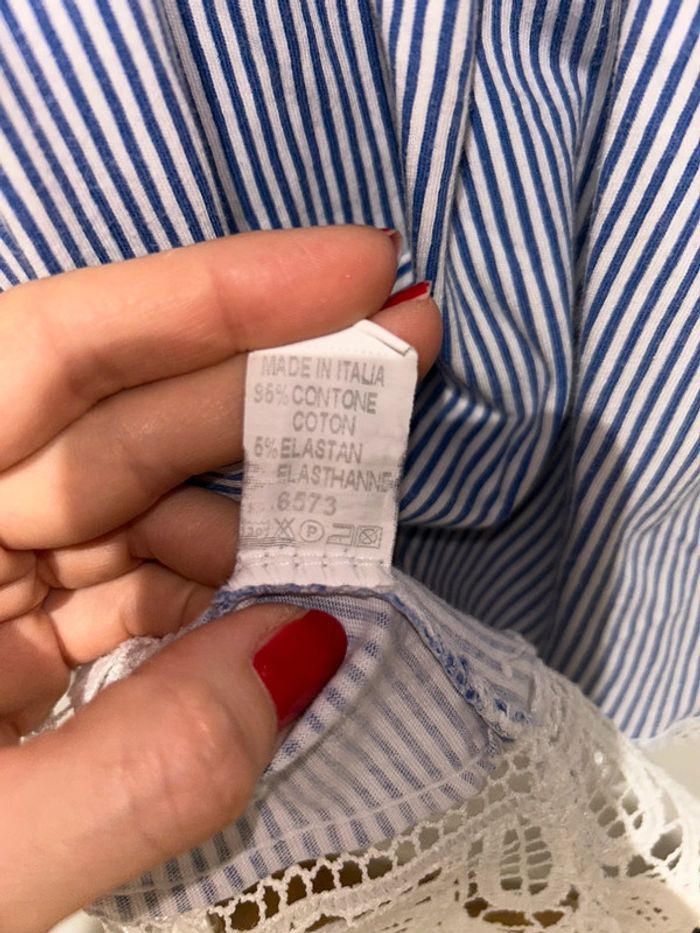 MADE IN ITALIA
95% CONTONE
COTON
5% ELASTAN
ELASTHANNE
6573
P